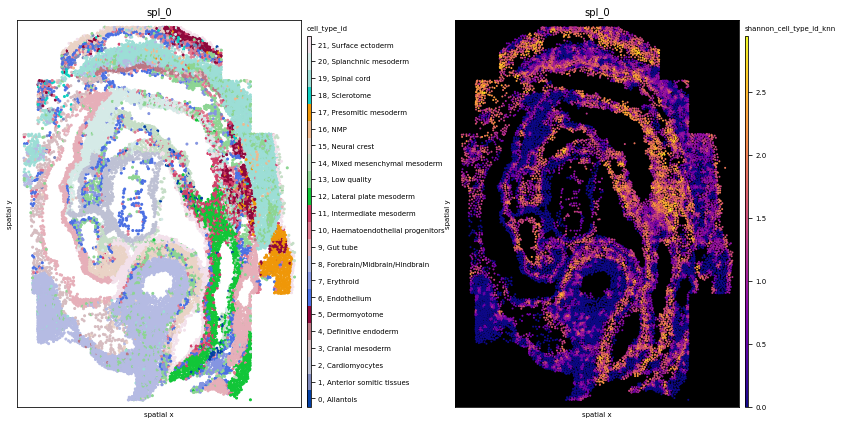 spl_0
spatial y
spatial x
cell_type_id
21, Surface ectoderm
20, Splanchnic mesoderm
19, Spinal cord
18, Sclerotome
17, Presomitic mesoderm
16, NMP
15, Neural crest
14, Mixed mesenchymal mesoderm
13, Low quality
12, Lateral plate mesoderm
11, Intermediate mesoderm
10, Haematoendothelial progenitors
9, Gut tube
8, Forebrain/Midbrain/Hindbrain
7, Erythroid
6, Endothelium
5, Dermomyotome
4, Definitive endoderm
3, Cranial mesoderm
2, Cardiomyocytes
1, Anterior somitic tissues
0, Allantois
spl_0
spatial y
spatial x
shannon_cell_type_id_knn
2.5
2.0
1.5
1.0
0.5
0.0